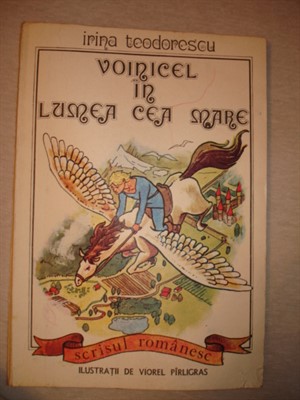 irina teodorescu
VOINICEL
ÎN
LUMEA CEA MARE
scrisul românesc
ILUSTRAȚII DE VIOREL PÎRLIGRAS